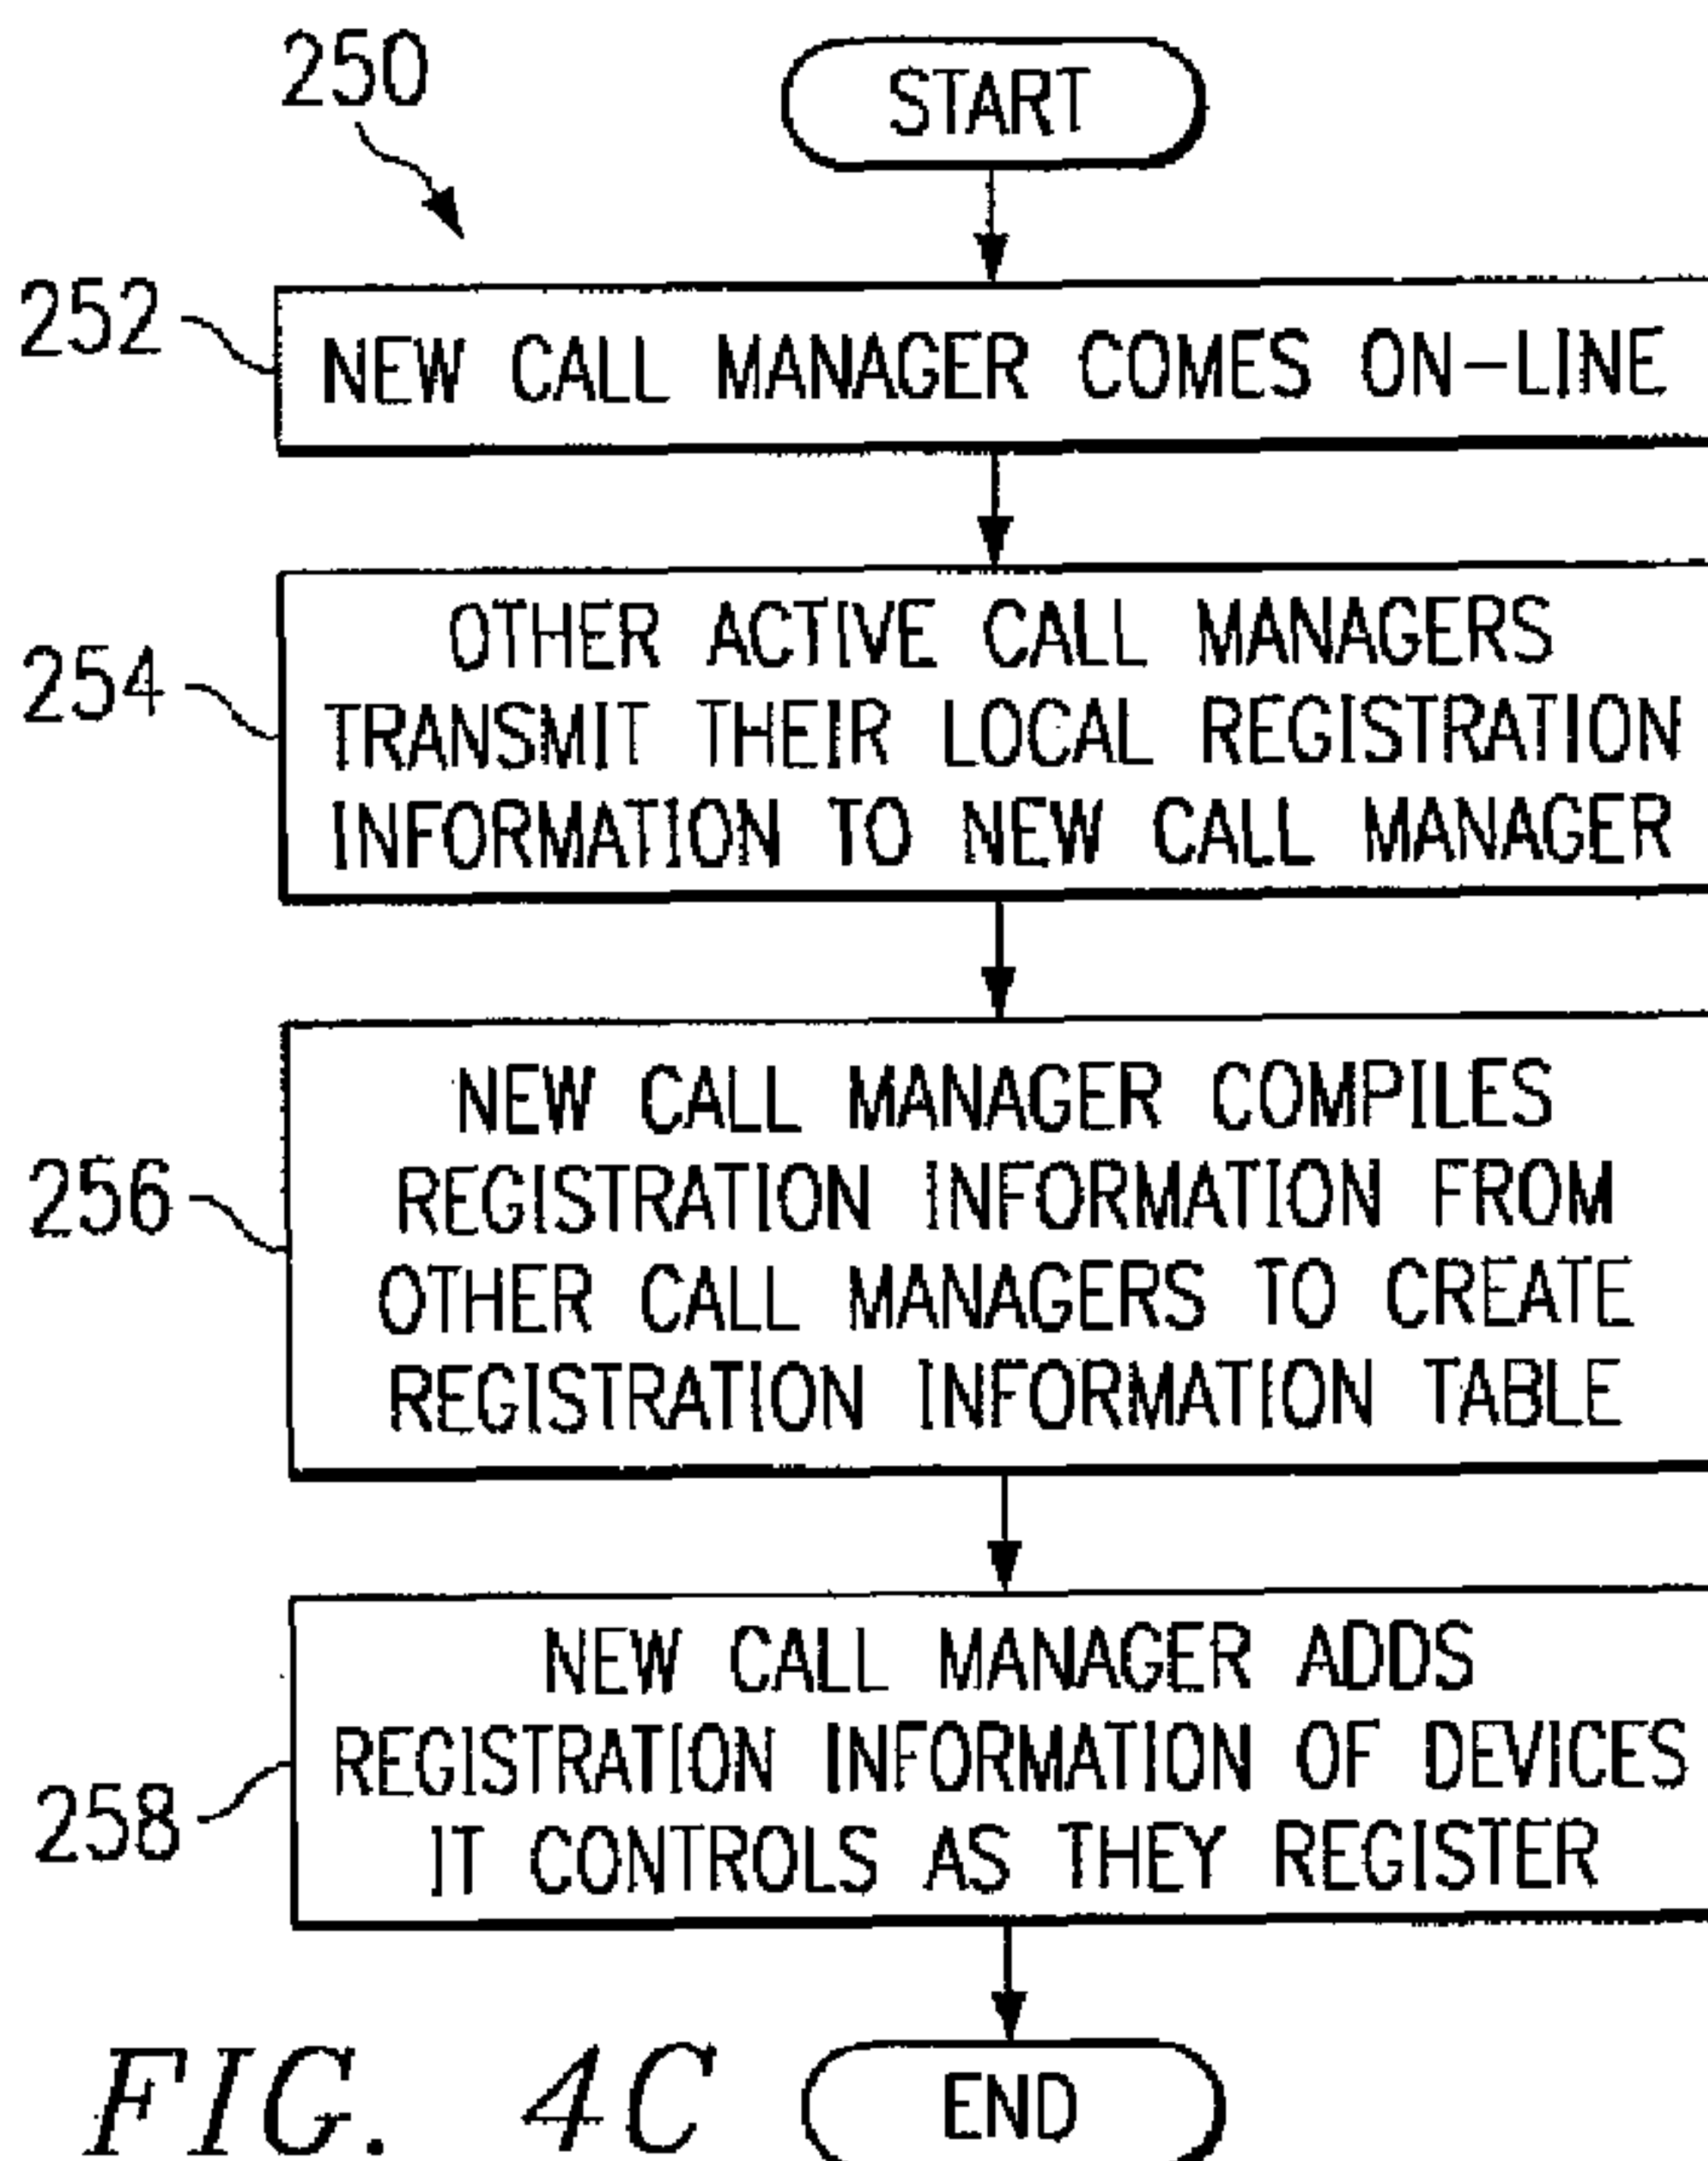 250
START
252
NEW CALL MANAGER COMES ON-LINE
254
OTHER ACTIVE CALL MANAGERS
TRANSMIT THEIR LOCAL REGISTRATION
INFORMATION TO NEW CALL MANAGER
256
NEW CALL MANAGER COMPILES
REGISTRATION INFORMATION FROM
OTHER CALL MANAGERS TO CREATE
REGISTRATION INFORMATION TABLE
258
NEW CALL MANAGER ADDS
REGISTRATION INFORMATION OF DEVICES
IT CONTROLS AS THEY REGISTER
FIG. 4C
END